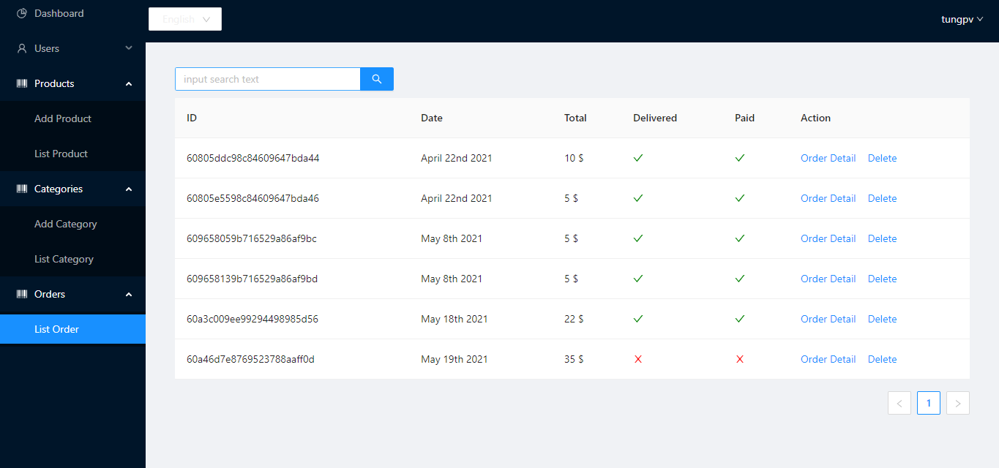 Dashboard
Users
Products
Add Product
List Product
Categories
Add Category
List Category
Orders
List Order
English
tungpv
input search text
ID Date Total Delivered Paid Action
60805ddc98c84609647bda44 April 22nd 2021 10 $ Order Detail Delete
60805e5598c84609647bda46 April 22nd 2021 5 $ Order Detail Delete
609658059b716529a86af9bc May 8th 2021 5 $ Order Detail Delete
609658139b716529a86af9bd May 8th 2021 5 $ Order Detail Delete
60a3c009ee99294498985d56 May 18th 2021 22 $ Order Detail Delete
60a46d7e8769523788aaff0d May 19th 2021 35 $ Order Detail Delete
1